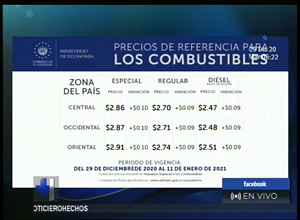 MINISTERIO
DE ECONOMÍA
PRECIOS DE REFERENCIA PARA
LOS COMBUSTIBLES
ZONA
DEL PAÍS
ESPECIAL
REGULAR
DIÉSEL
PRECIO VARIACIÓN PRECIO VARIACIÓN PRECIO VARIACIÓN
CENTRAL $2.86 +$0.10 $2.70 +$0.09 $2.47 +$0.09
OCCIDENTAL $2.87 +$0.10 $2.71 +$0.09 $2.48 +$0.09
ORIENTAL $2.91 +$0.10 $2.74 +$0.09 $2.51 +$0.09
PERÍODO DE VIGENCIA
DEL 29 DE DICIEMBRE DE 2020 AL 11 DE ENERO DE 2021
facebook
EN VIVO
OTICIEROHECHOS